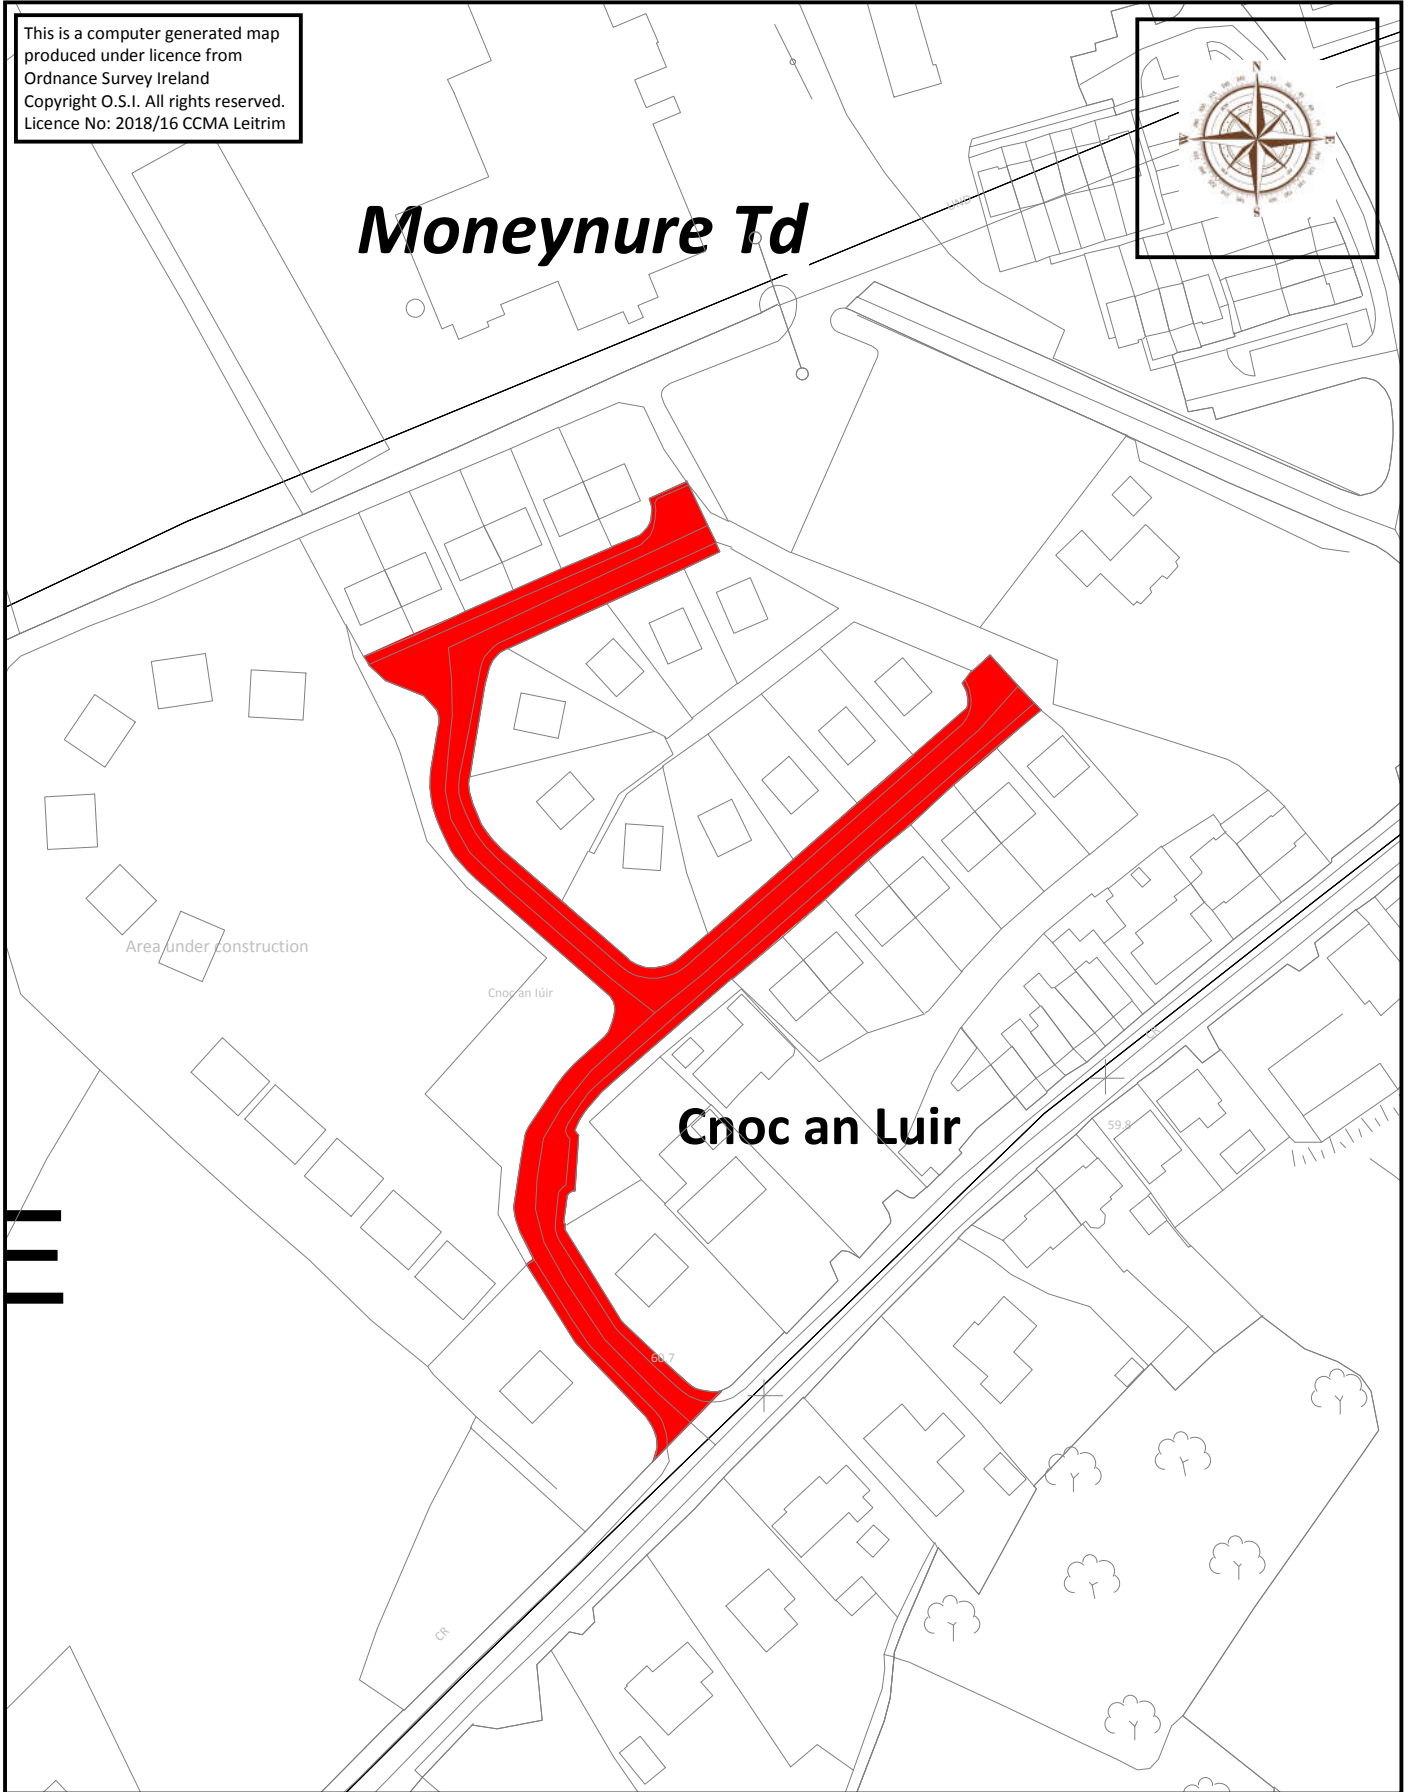 This is a computer generated map
produced under licence from
Ordnance Survey Ireland
Copyright O.S.I. All rights reserved.
Licence No: 2018/16 CCMA Leitrim
N
E
W
S
UND
Moneynure Td
Area under construction
Cnoc an Iúir
CR
Cnoc an Luir
59.8
60.7
CR